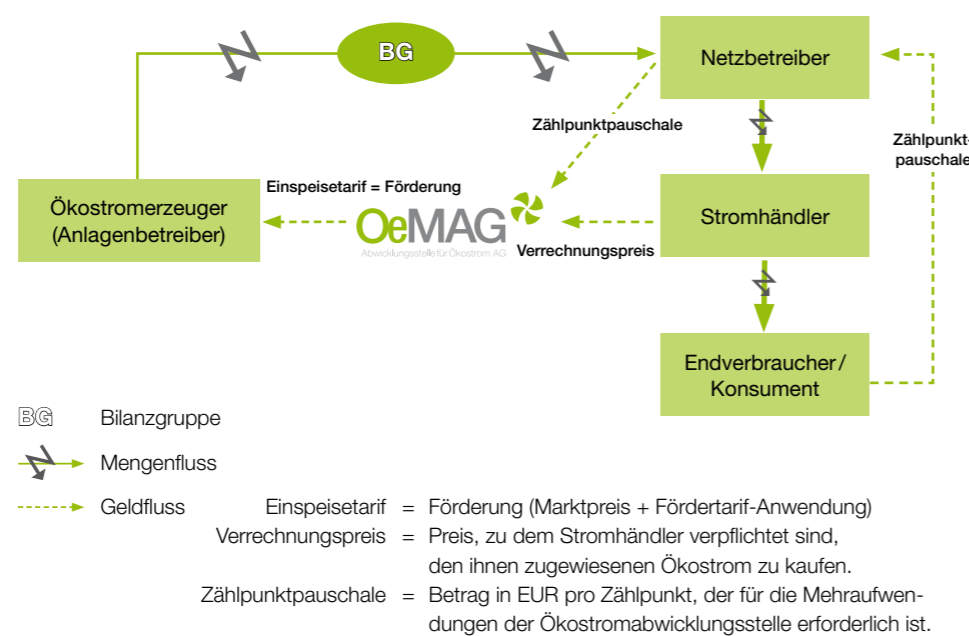 BG
Netzbetreiber
Zählpunktpauschale
Zählpunkt-
pauschale
Ökostromerzeuger
(Anlagenbetreiber)
Einspeisetarif = Förderung
OeMAG
Abwicklungsstelle für Ökostrom AG
Verrechnungspreis
Stromhändler
Endverbraucher/
Konsument
BG Bilanzgruppe
Mengenfluss
Geldfluss Einspeisetarif = Förderung (Marktpreis + Fördertarif-Anwendung)
Verrechnungspreis = Preis, zu dem Stromhändler verpflichtet sind,
den ihnen zugewiesenen Ökostrom zu kaufen.
Zählpunktpauschale = Betrag in EUR pro Zählpunkt, der für die Mehraufwen-
dungen der Ökostromabwicklungsstelle erforderlich ist.